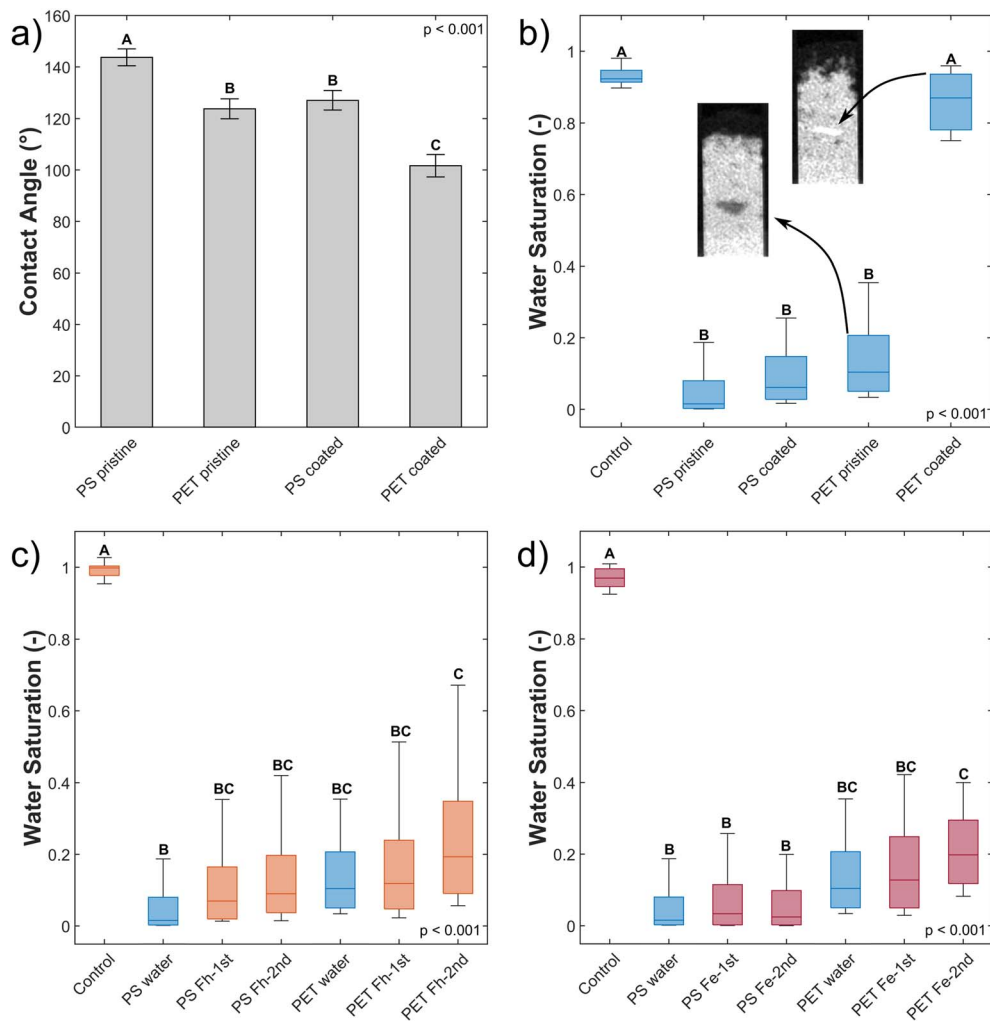 a)
p < 0.001
Contact Angle (°)
160
140
120
100
80
60
40
20
0
A
B
B
C
PS pristine
PET pristine
PS coated
PET coated
b)
Water Saturation (-)
1
0.8
0.6
0.4
0.2
0
A
B
B
B
A
p < 0.001
Control
PS pristine
PS coated
PET pristine
PET coated
c)
Water Saturation (-)
1
0.8
0.6
0.4
0.2
0
A
B
BC
BC
BC
BC
C
p < 0.001
Control
PS water
PS Fh-1st
PS Fh-2nd
PET water
PET Fh-1st
PET Fh-2nd
d)
Water Saturation (-)
1
0.8
0.6
0.4
0.2
0
A
B
B
B
BC
BC
C
p < 0.001
Control
PS water
PS Fe-1st
PS Fe-2nd
PET water
PET Fe-1st
PET Fe-2nd